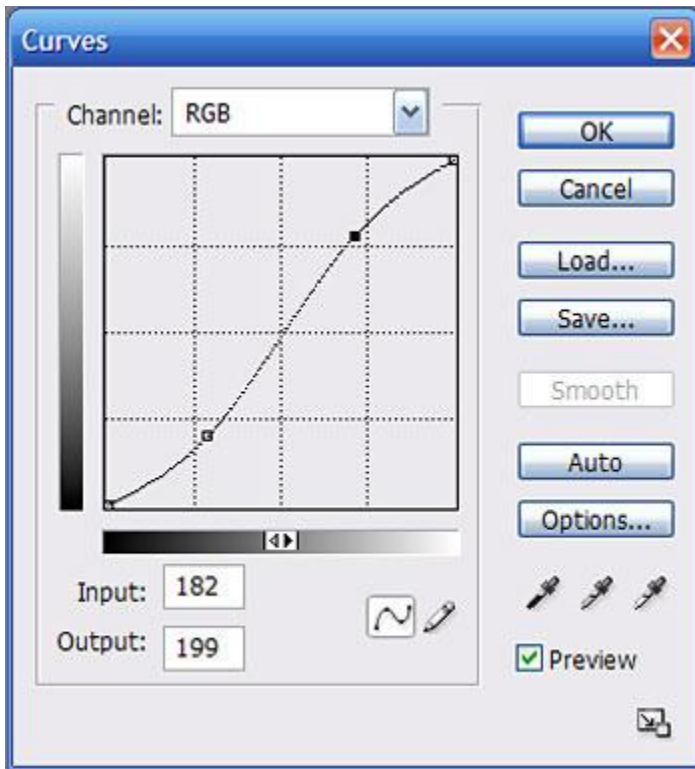 Curves
Channel: RGB
OK
Cancel
Load...
Save...
Smooth
Auto
Options...
Input: 182
Output: 199
Preview